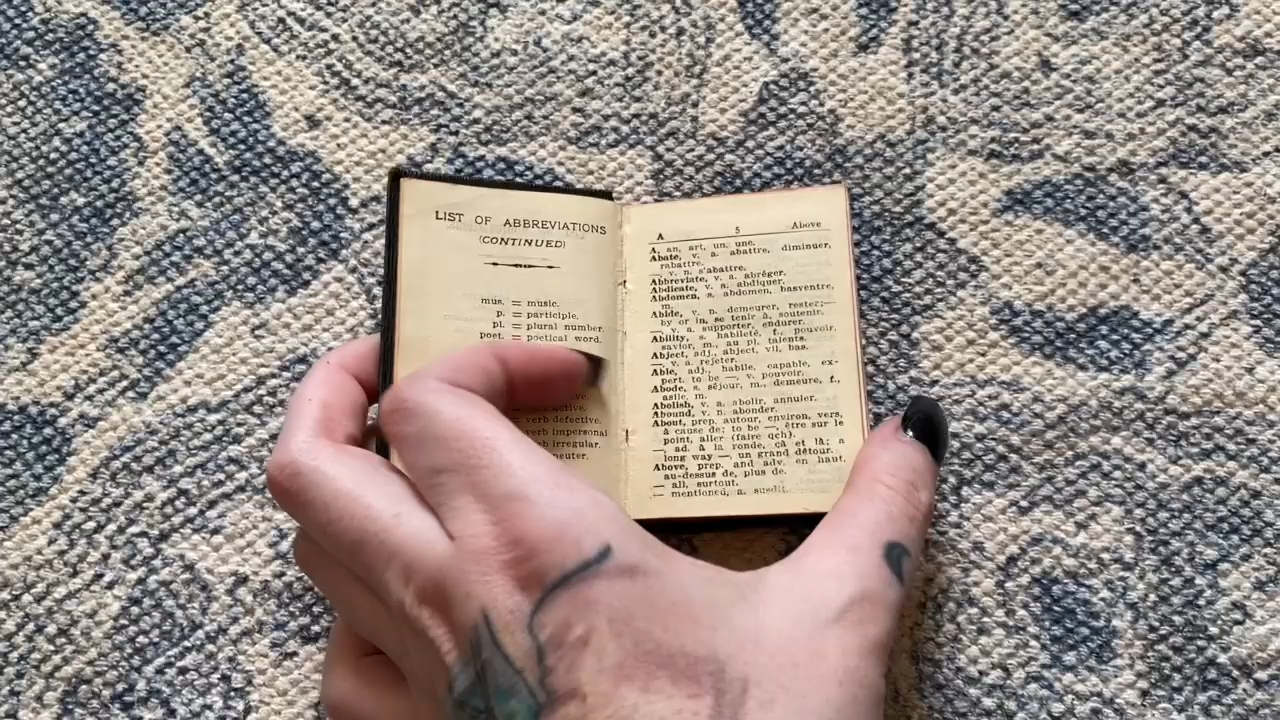 LIST OF ABBREVIATIONS
(CONTINUED)
mus. = music.
p. = participle.
pl. = plural number.
poet. = poetical word.
ve.
active.
verb defective.
verb impersonal
irregular.
neuter.
A 5 Above
A, an, art, un, une.
Abate, v. a. abattre, diminuer,
rabattre.
—, v. n. s'abattre.
Abbreviate, v. a. abréger.
Abdicate, v. a. abdiquer.
Abdomen, s. abdomen, basventre,
m.
Abide, v. n. demeurer, rester;—
by or in, se tenir à, soutenir.
—, v. a. supporter, endurer.
Ability, s. habileté, f., pouvoir.
savior, m., au pl. talents.
Abject, adj., abject, vil, bas.
—, v. a. rejeter.
Able, adj., habile, capable, ex-
pert. to be —, v. pouvoir.
Abode, s. séjour, m., demeure, f.,
asile, m.
Abolish, v. a. abolir, annuler.
Abound, v. n. abonder.
About, prep. autour, environ, vers,
à cause de; to be —, être sur le
point, aller (faire qch).
—, ad. à la ronde, çà et là; a
long way —, un grand détour.
Above, prep. and adv. en haut,
au-dessus de, plus de.
— all, surtout.
— mentioned, a. susdit.